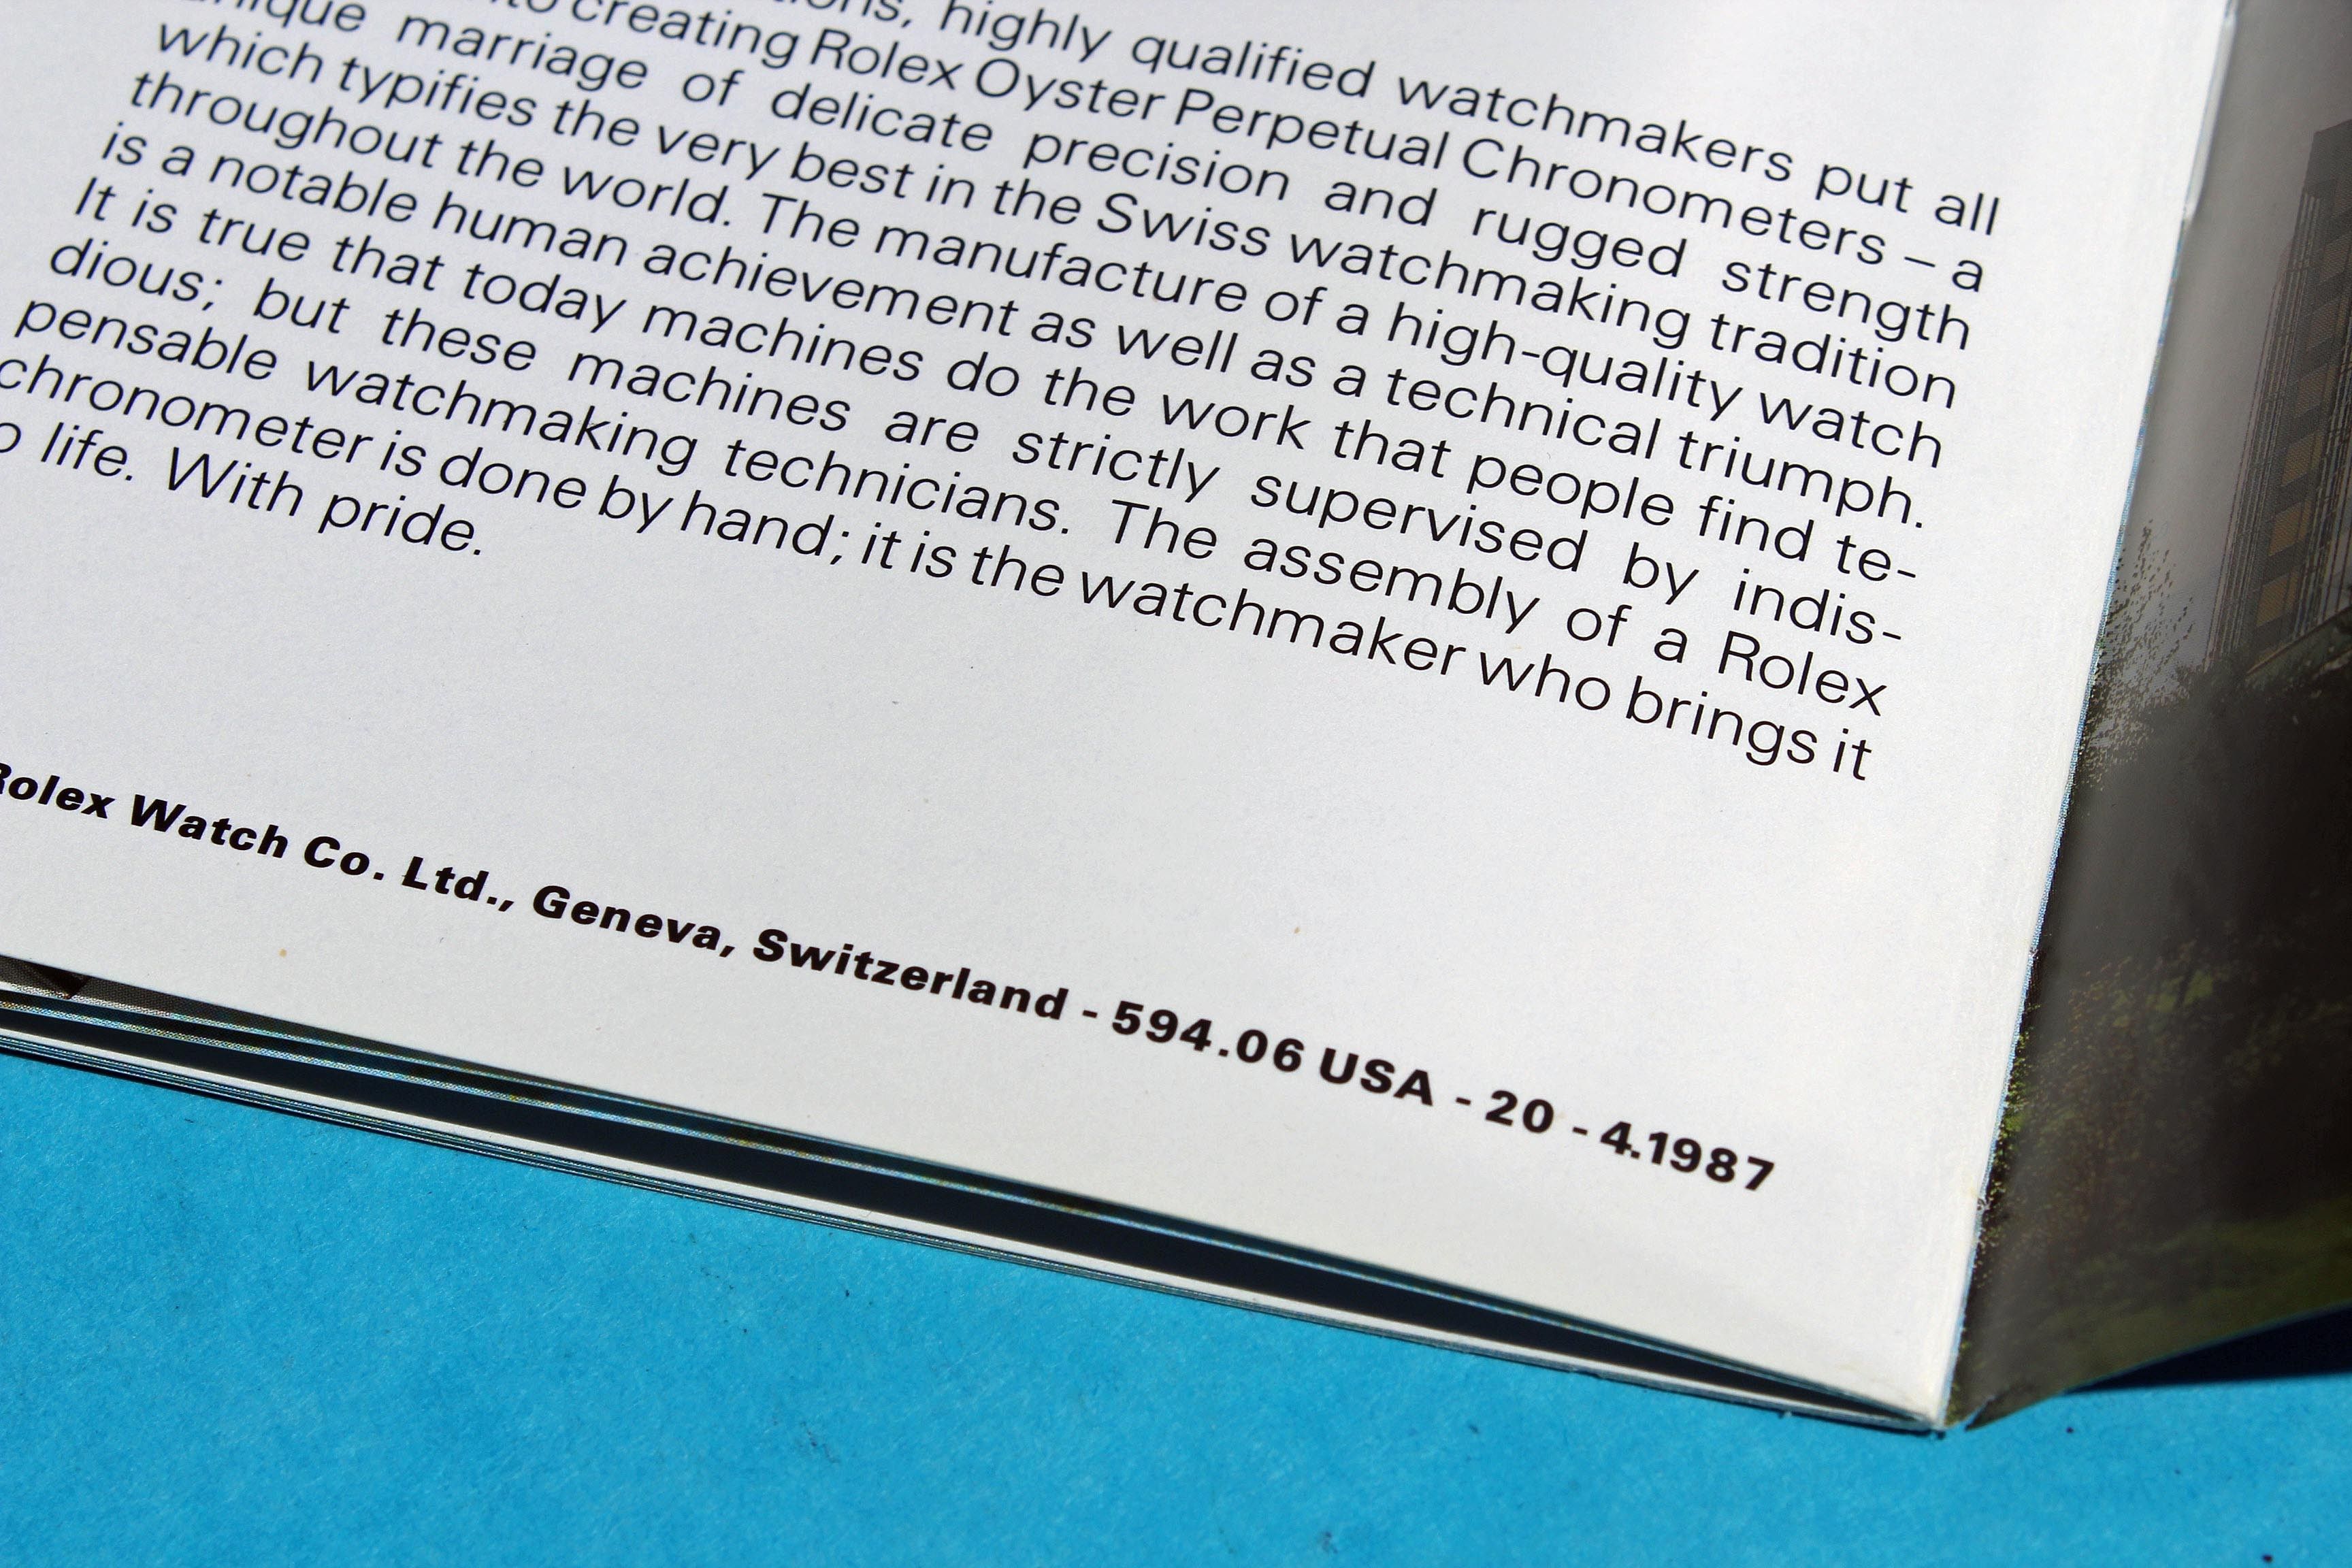 highly qualified watchmakers put all
creating Rolex Oyster Perpetual Chronometers – a
marriage of delicate precision and rugged strength
which typifies the very best in the Swiss watchmaking tradition
throughout the world. The manufacture of a high-quality watch
is a notable human achievement as well as a technical triumph.
It is true that today machines do the work that people find te-
dious; but these machines are strictly supervised by indis-
pensable watchmaking technicians. The assembly of a Rolex
chronometer is done by hand; it is the watchmaker who brings it
life. With pride.
Rolex Watch Co. Ltd., Geneva, Switzerland - 594.06 USA - 20 - 4.1987